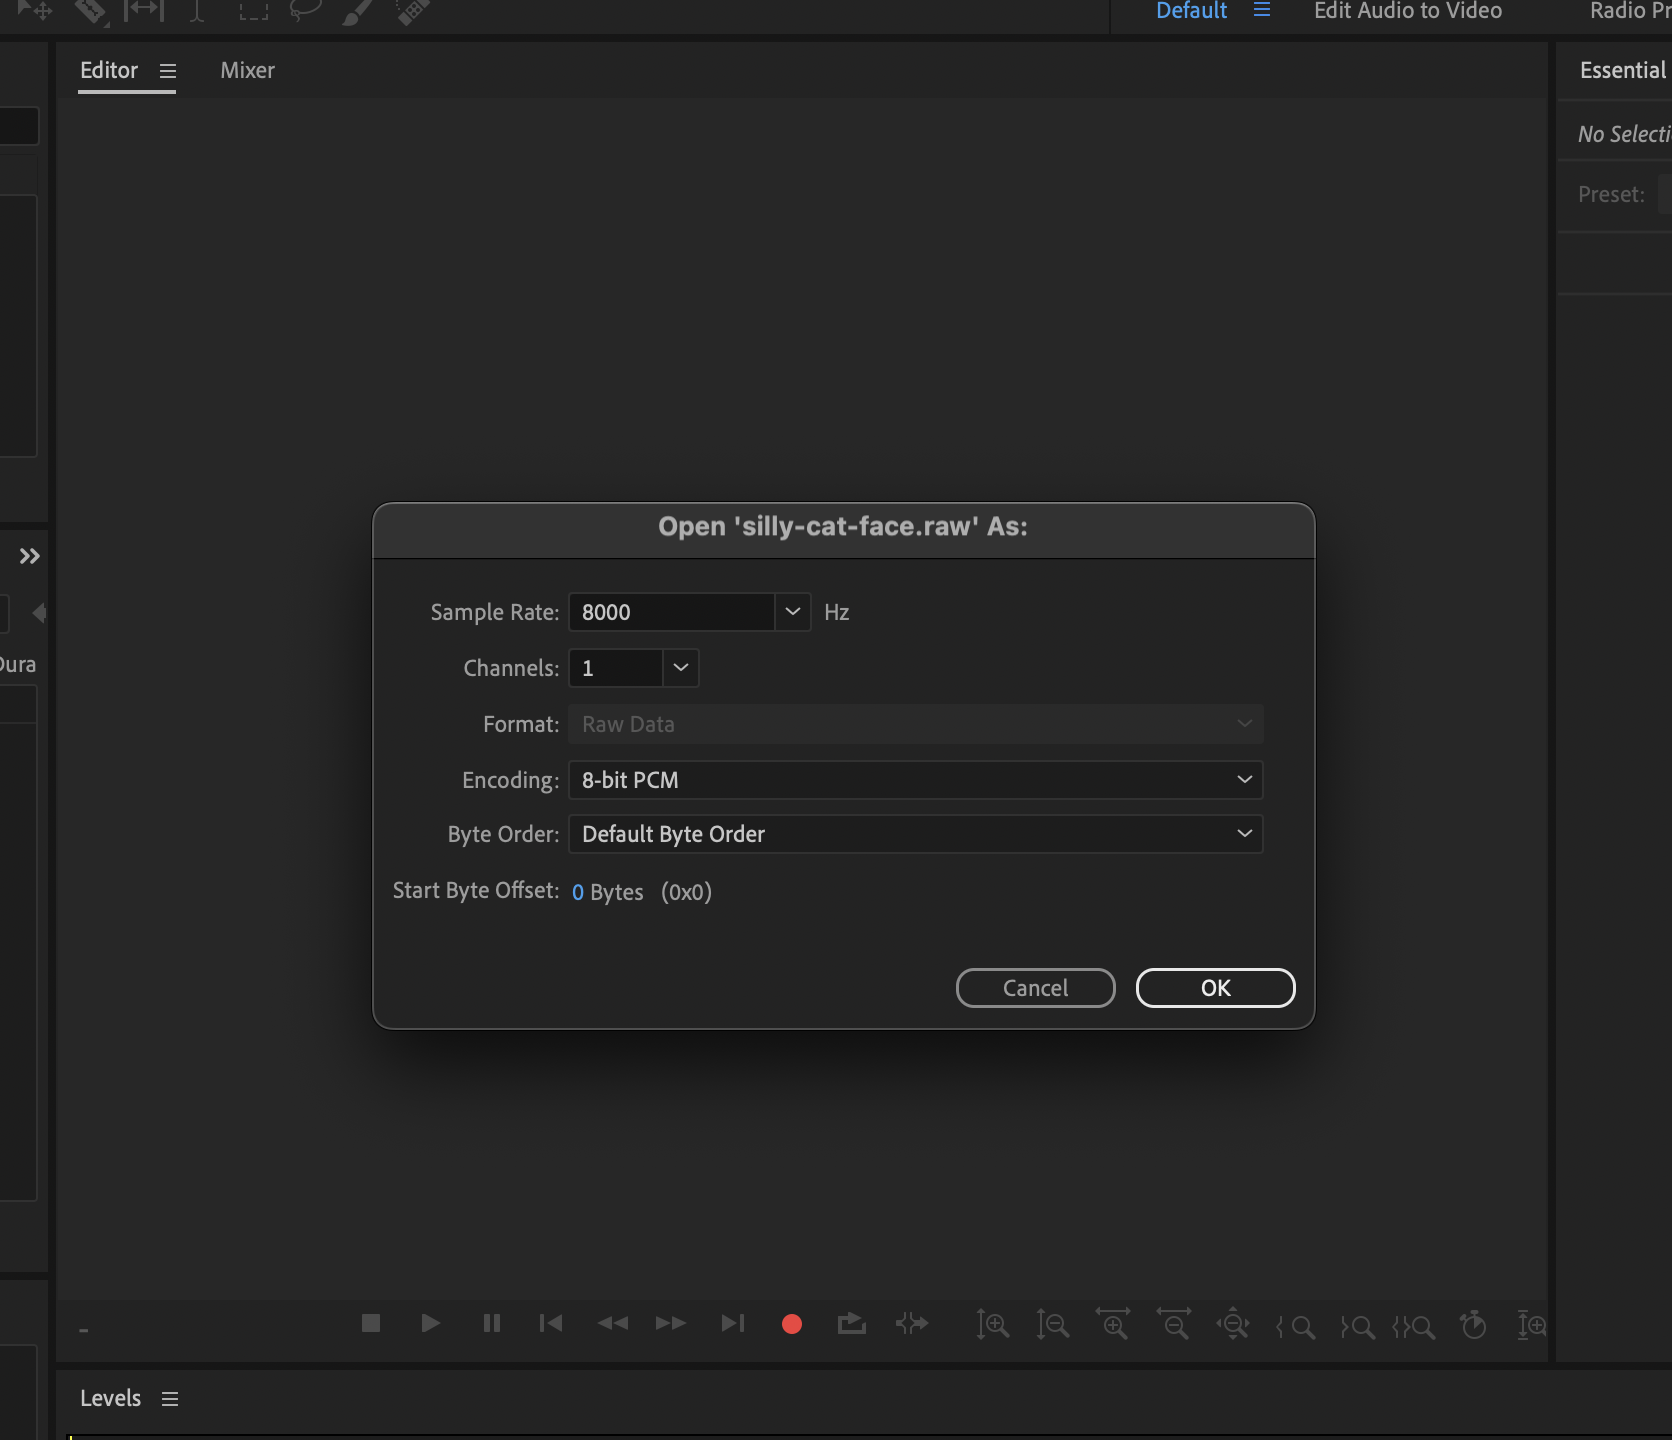 Default
Edit Audio to Video
Radio Pr
Editor
Mixer
Essential
No Selecti
Preset:
Dura
Open 'silly-cat-face.raw' As:
Sample Rate: 8000 Hz
Channels: 1
Format: Raw Data
Encoding: 8-bit PCM
Byte Order: Default Byte Order
Start Byte Offset: 0 Bytes (0x0)
Cancel
OK
Levels